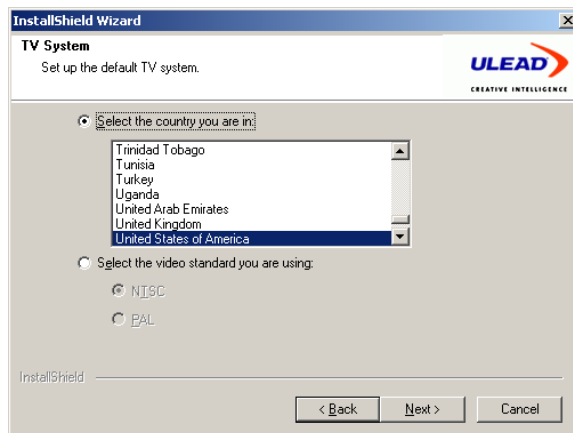 InstallShield Wizard
TV System
Set up the default TV system.
ULEAD
CREATIVE INTELLIGENCE
Select the country you are in:
Trinidad Tobago
Tunisia
Turkey
Uganda
United Arab Emirates
United Kingdom
United States of America
Select the video standard you are using:
NTSC
PAL
InstallShield
< Back
Next >
Cancel